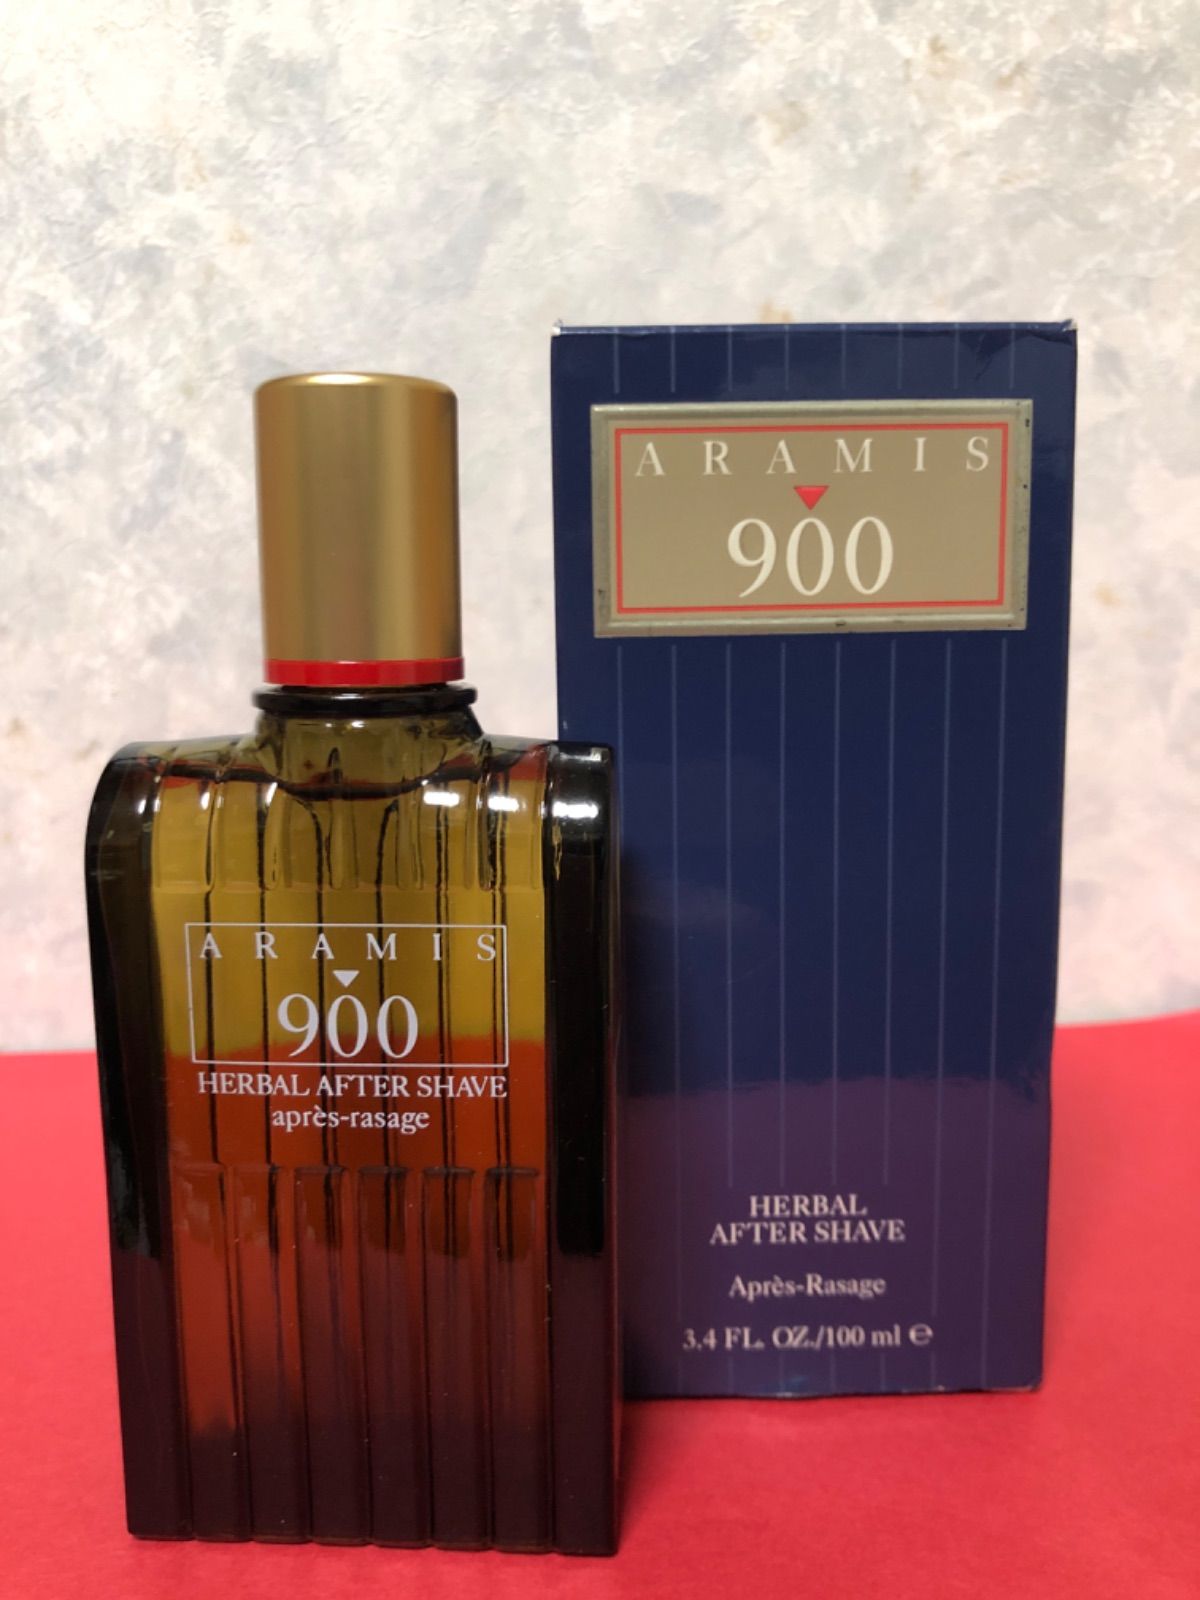 ARAMIS
900
HERBAL AFTER SHAVE
après-rasage
ARAMIS
900
HERBAL
AFTER SHAVE
Après-Rasage
3.4 FL. OZ./100 ml ℮